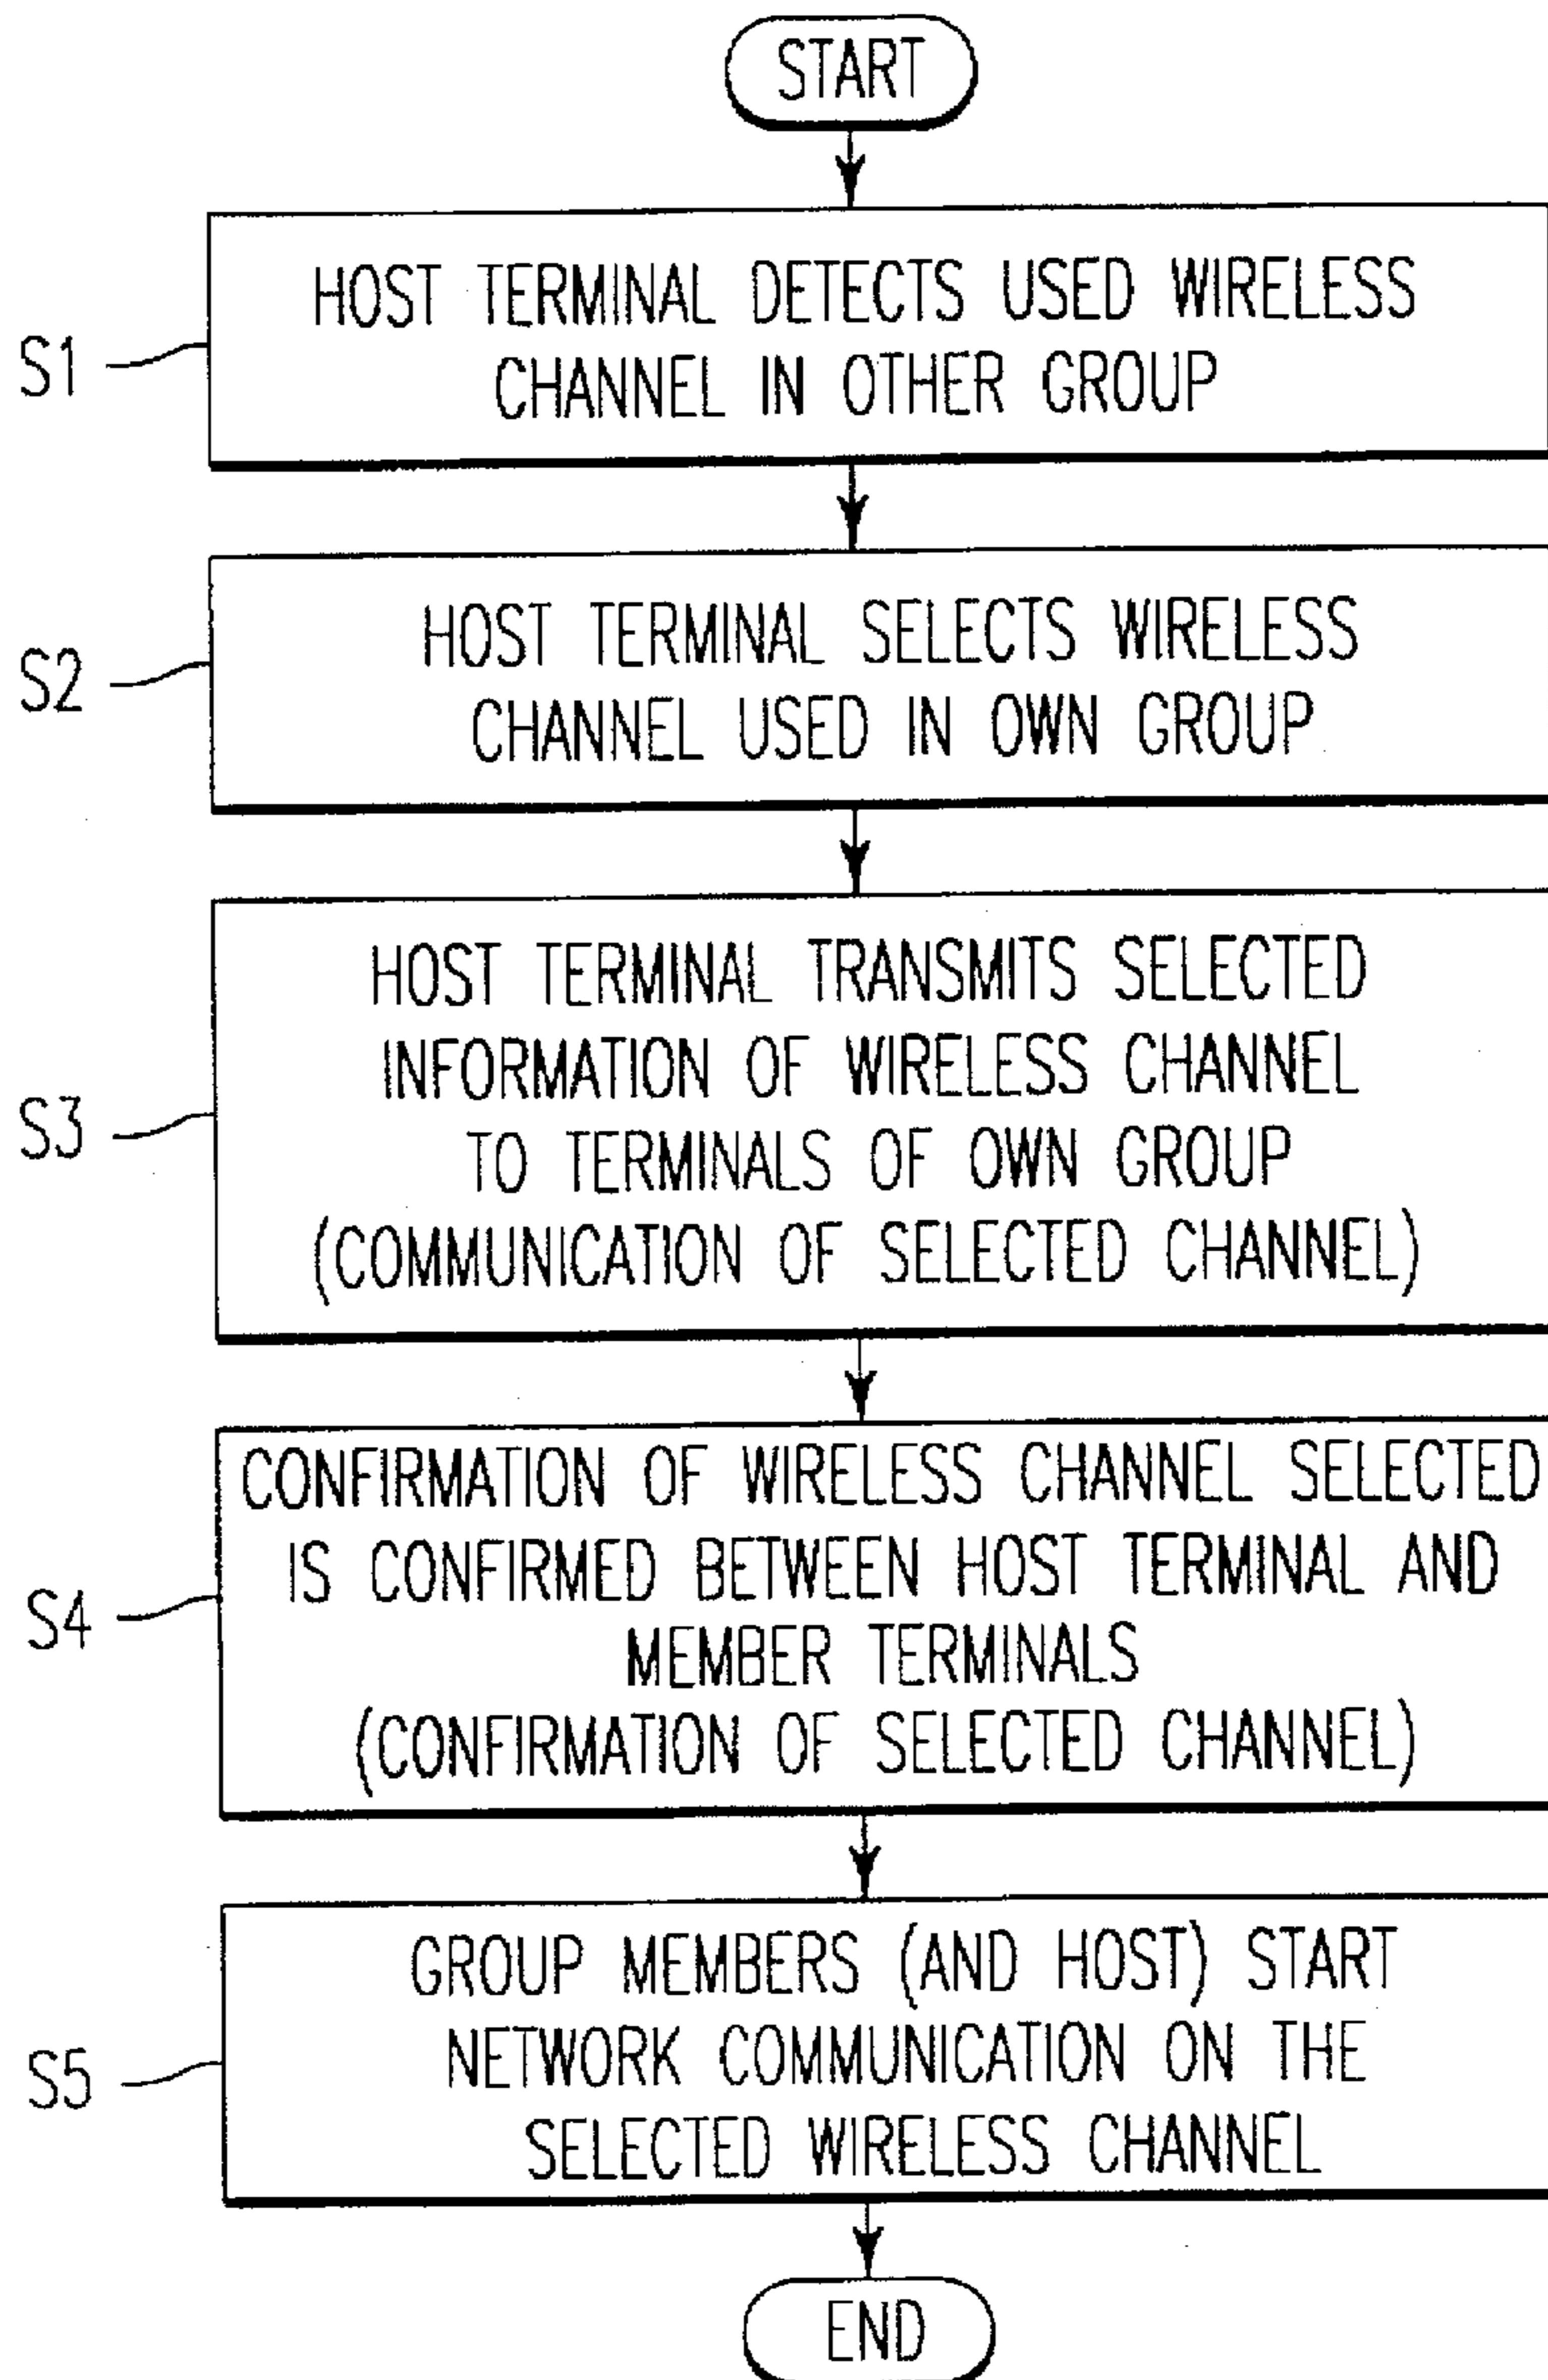 START
S1
HOST TERMINAL DETECTS USED WIRELESS
CHANNEL IN OTHER GROUP
S2
HOST TERMINAL SELECTS WIRELESS
CHANNEL USED IN OWN GROUP
S3
HOST TERMINAL TRANSMITS SELECTED
INFORMATION OF WIRELESS CHANNEL
TO TERMINALS OF OWN GROUP
(COMMUNICATION OF SELECTED CHANNEL)
S4
CONFIRMATION OF WIRELESS CHANNEL SELECTED
IS CONFIRMED BETWEEN HOST TERMINAL AND
MEMBER TERMINALS
(CONFIRMATION OF SELECTED CHANNEL)
S5
GROUP MEMBERS (AND HOST) START
NETWORK COMMUNICATION ON THE
SELECTED WIRELESS CHANNEL
END